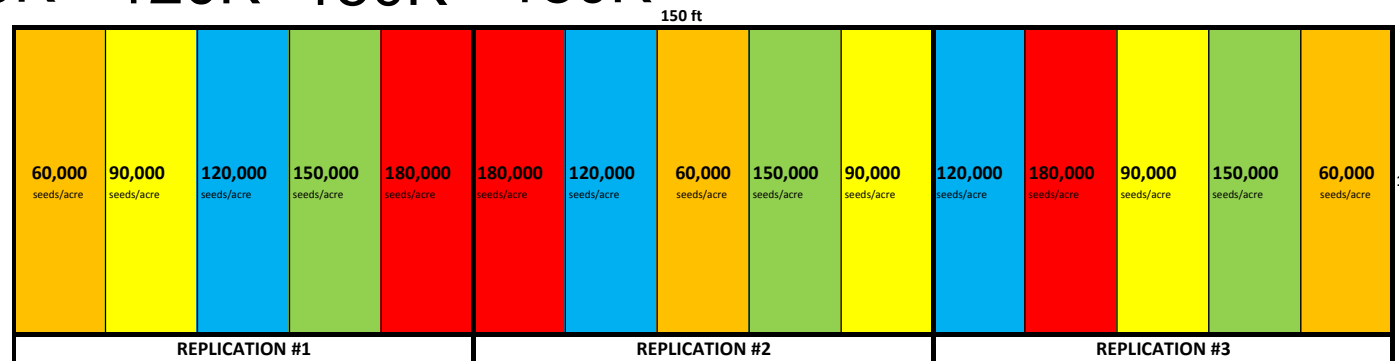 120K
180K
150 ft
60,000 90,000 120,000 150,000 180,000 180,000 120,000 60,000 150,000 90,000 120,000 180,000 90,000 150,000 60,000
seeds/acre seeds/acre seeds/acre seeds/acre seeds/acre seeds/acre seeds/acre seeds/acre seeds/acre seeds/acre seeds/acre seeds/acre seeds/acre seeds/acre seeds/acre
REPLICATION #1 REPLICATION #2 REPLICATION #3